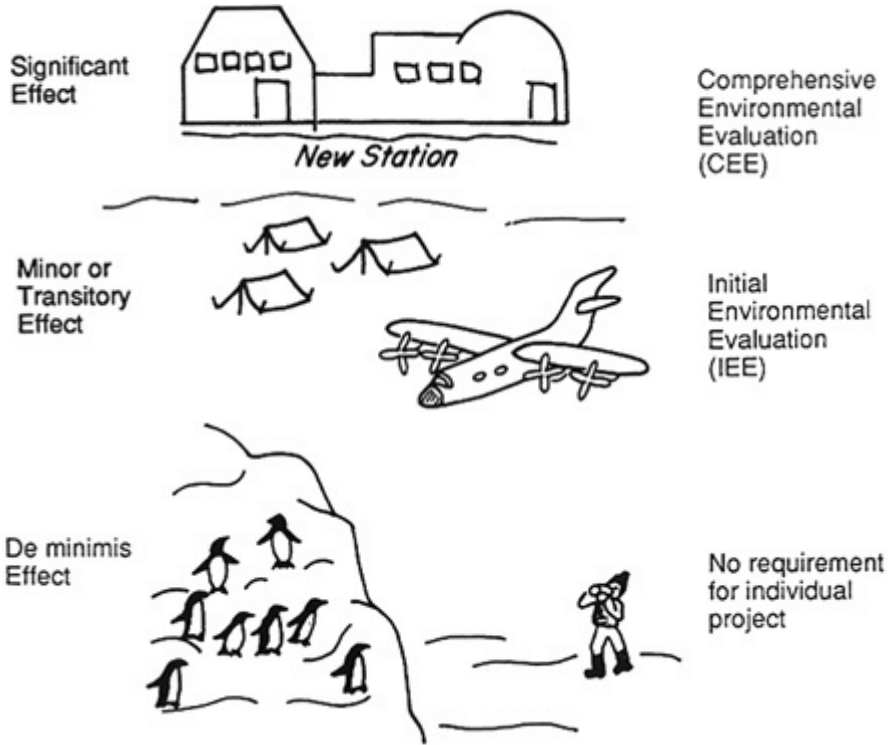 Significant
Effect
Comprehensive
Environmental
Evaluation
(CEE)
New Station
Minor or
Transitory
Effect
Initial
Environmental
Evaluation
(IEE)
De minimis
Effect
No requirement
for individual
project